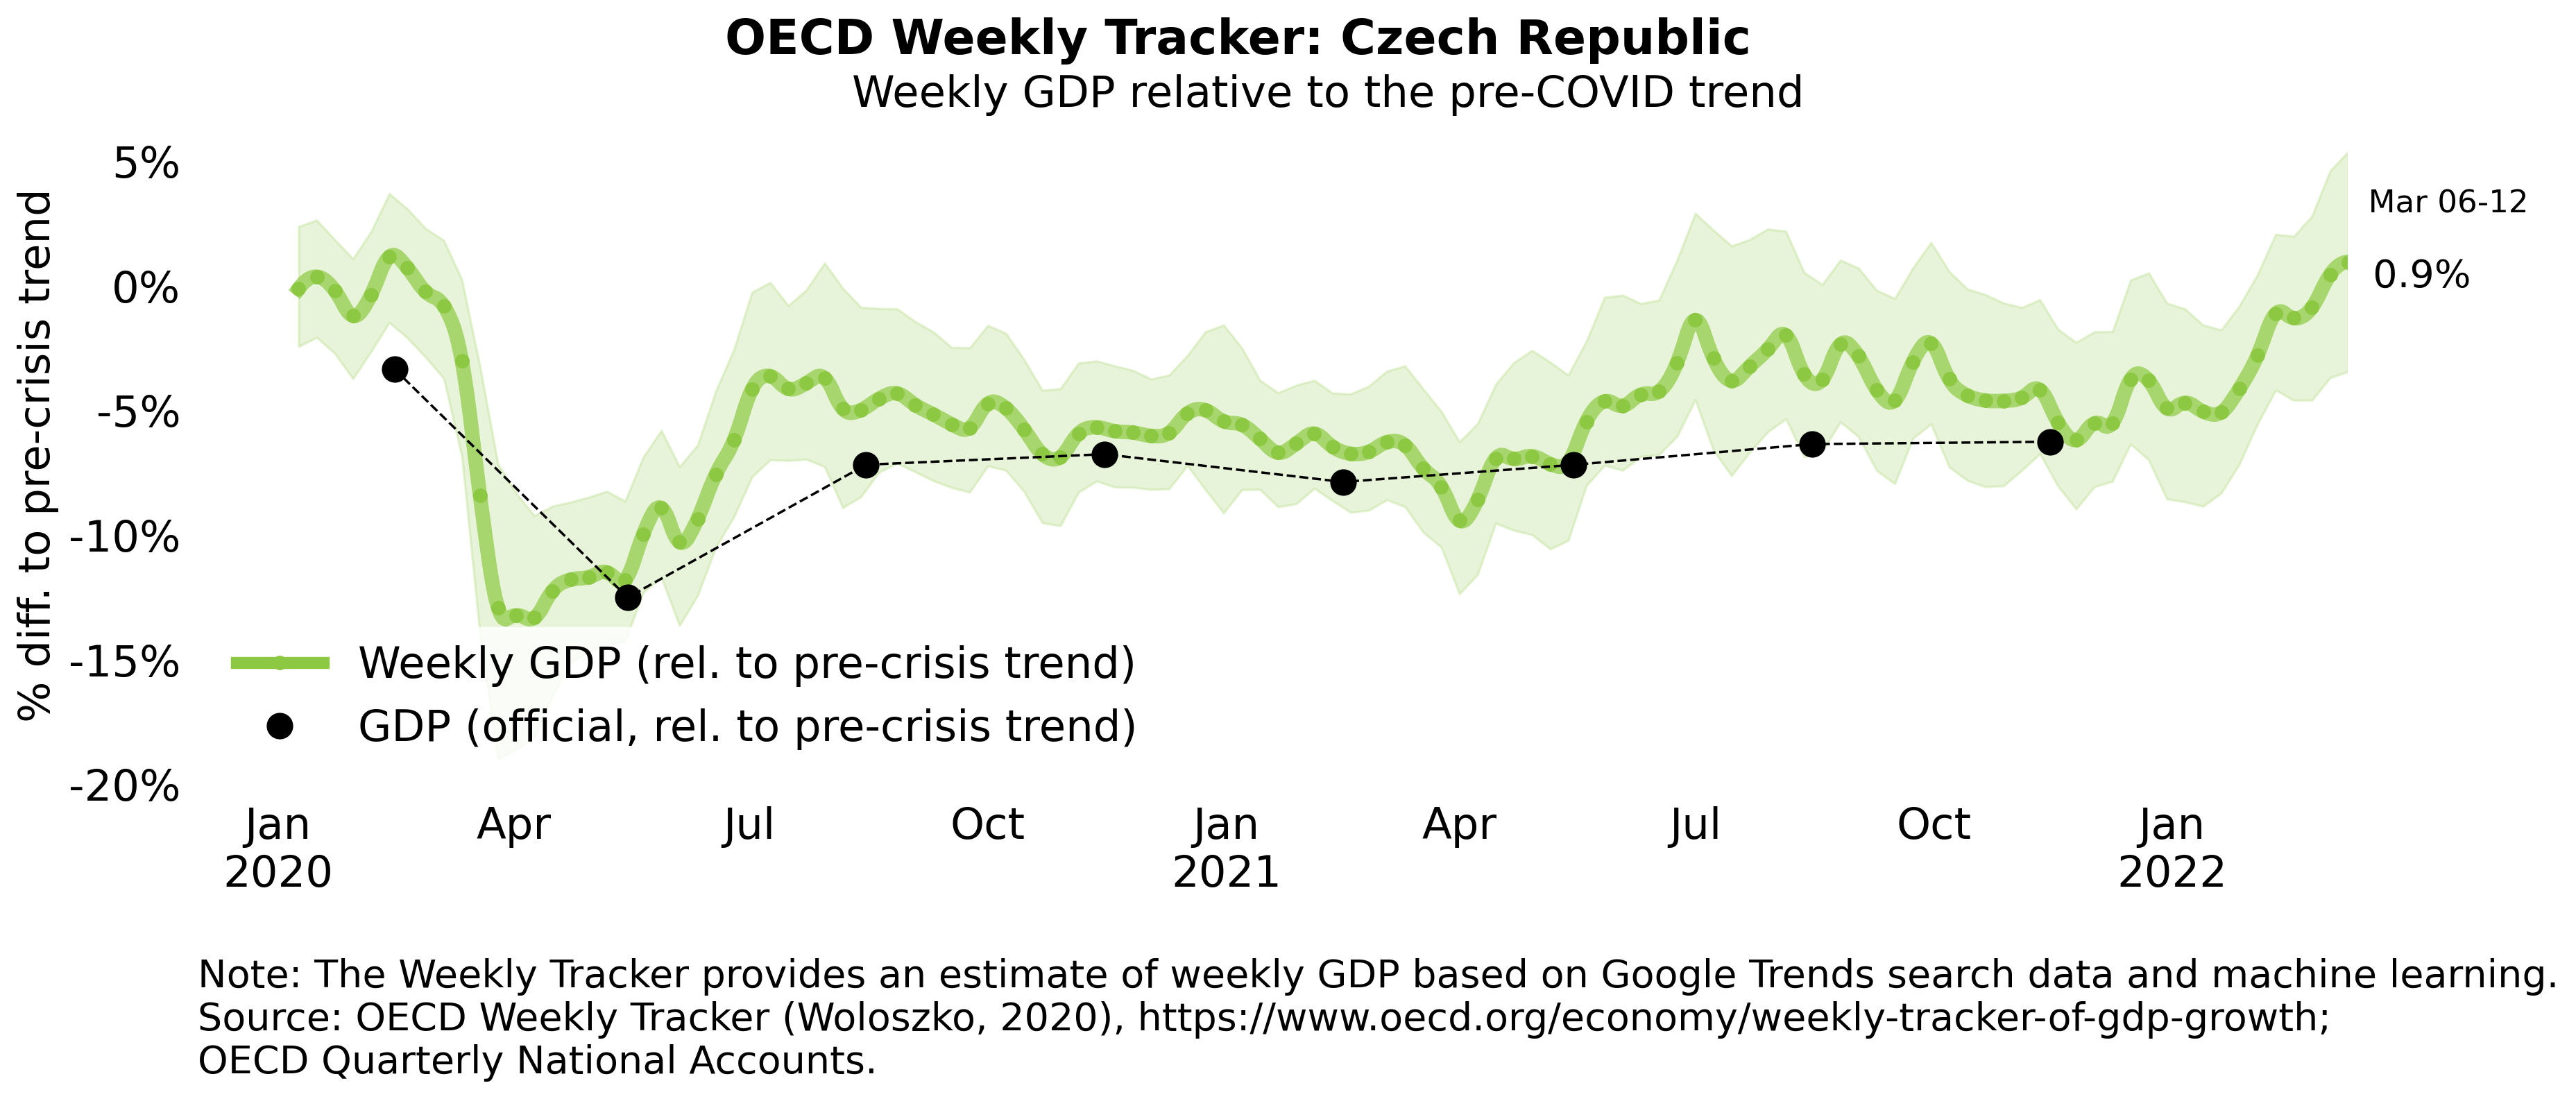 OECD Weekly Tracker: Czech Republic
Weekly GDP relative to the pre-COVID trend
% diff. to pre-crisis trend
5%
0%
-5%
-10%
-15%
-20%
Mar 06-12
0.9%
Weekly GDP (rel. to pre-crisis trend)
GDP (official, rel. to pre-crisis trend)
Jan Apr Jul Oct Jan Apr Jul Oct Jan
2020 2021 2022
Note: The Weekly Tracker provides an estimate of weekly GDP based on Google Trends search data and machine learning.
Source: OECD Weekly Tracker (Woloszko, 2020), https://www.oecd.org/economy/weekly-tracker-of-gdp-growth;
OECD Quarterly National Accounts.